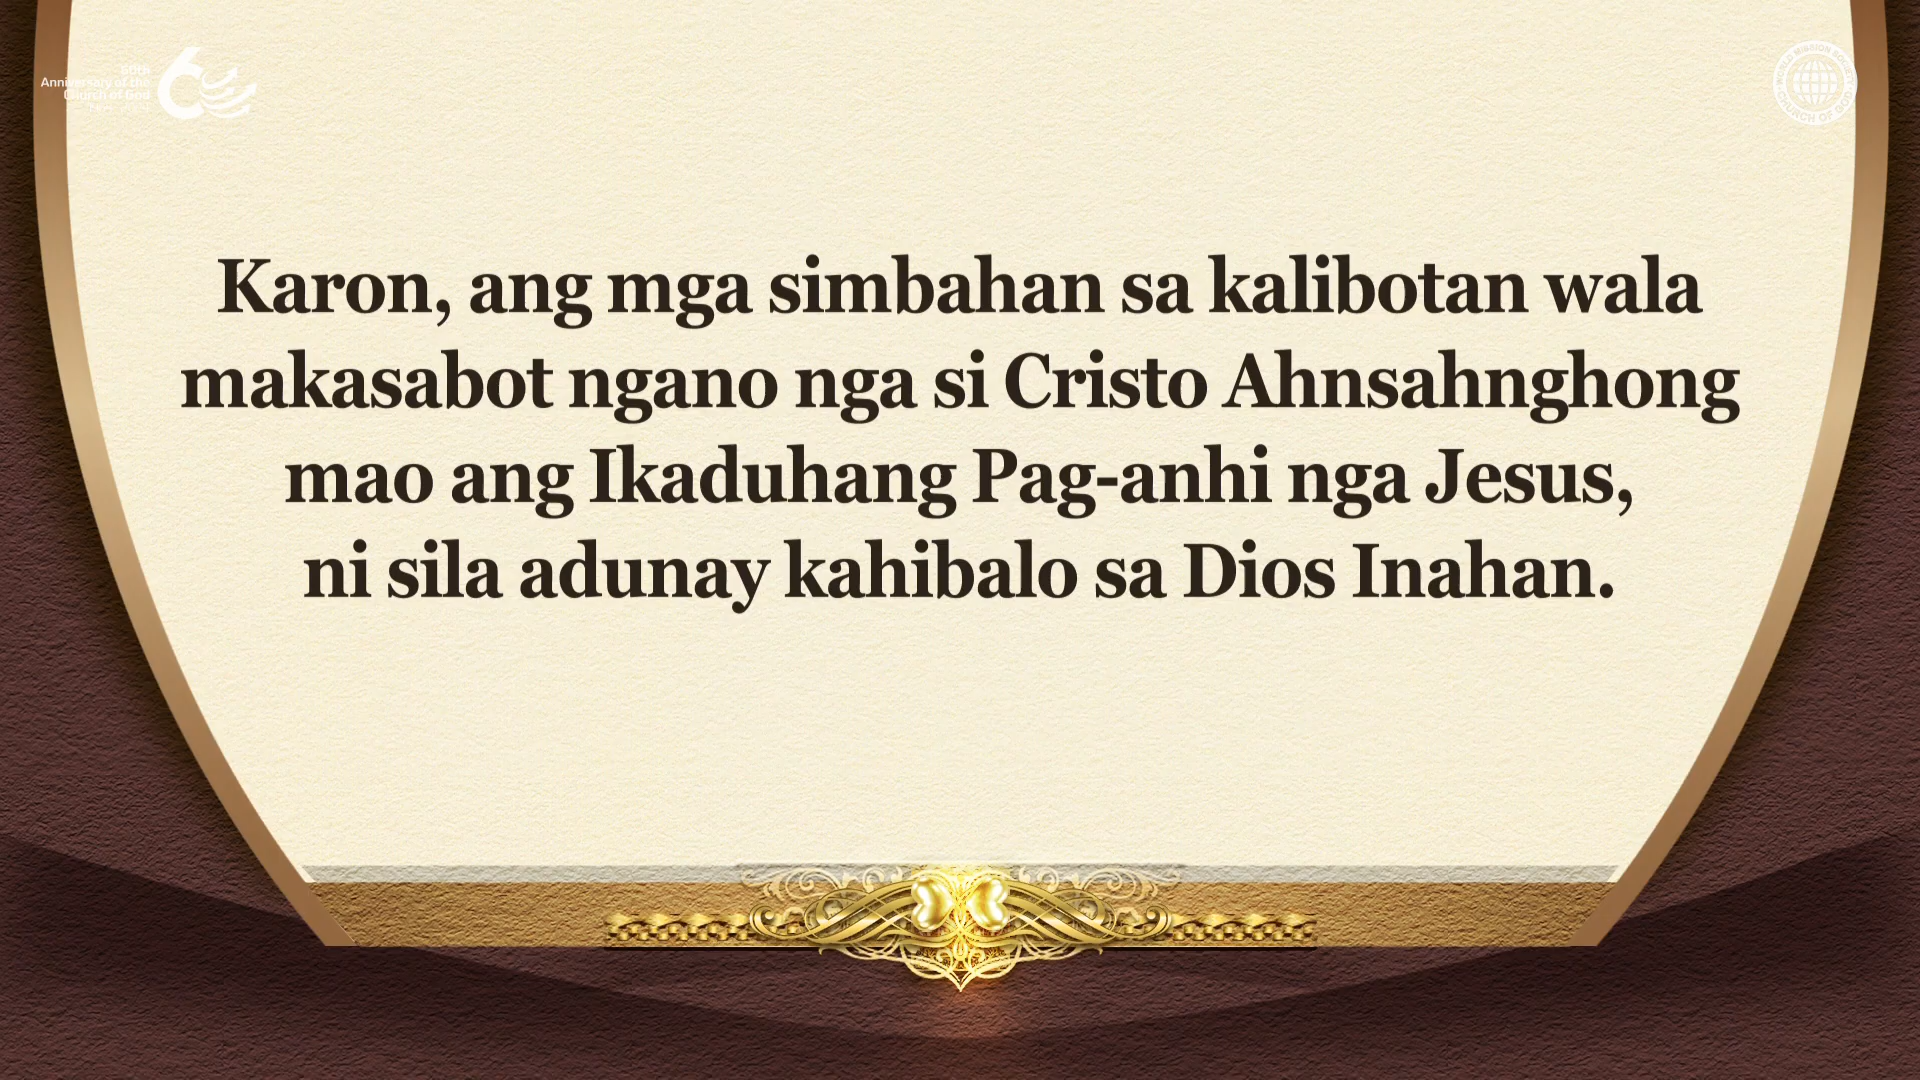 60th
Anniversary of the
Church of God
Karon, ang mga simbahan sa kalibotan wala
makasabot ngano nga si Cristo Ahnsahnghong
mao ang Ikaduhang Pag-anhi nga Jesus,
ni sila adunay kahibalo sa Dios Inahan.